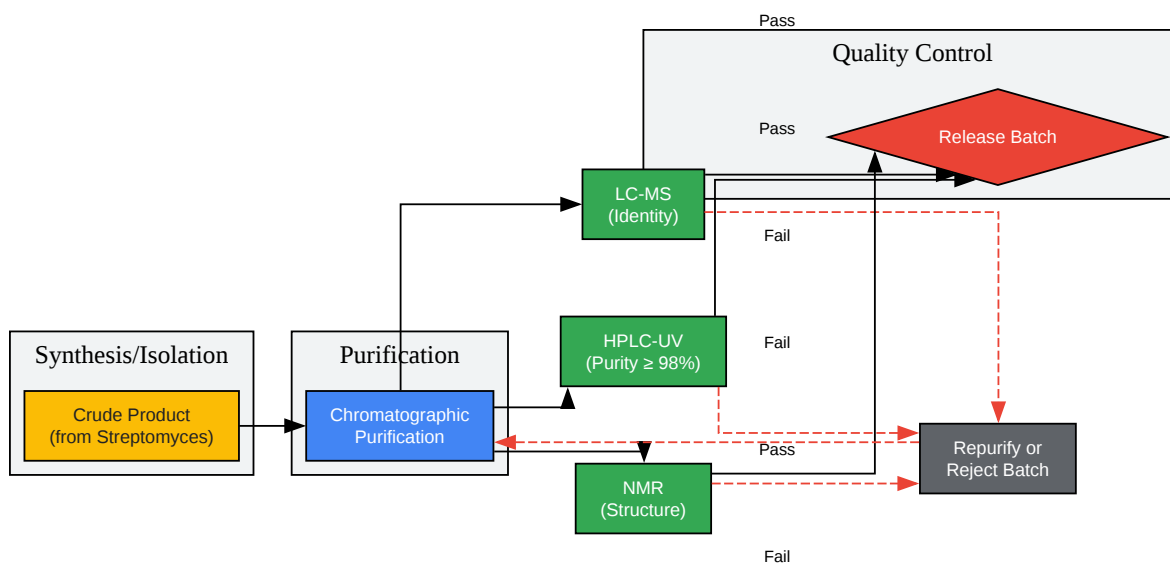 Pass
Quality Control
Pass
Release Batch
LC-MS
(Identity)
Fail
Synthesis/Isolation
Purification
HPLC-UV
(Purity ≥ 98%)
Fail
Crude Product
(from Streptomyces)
Chromatographic
Purification
Pass
Repurify or
Reject Batch
NMR
(Structure)
Fail